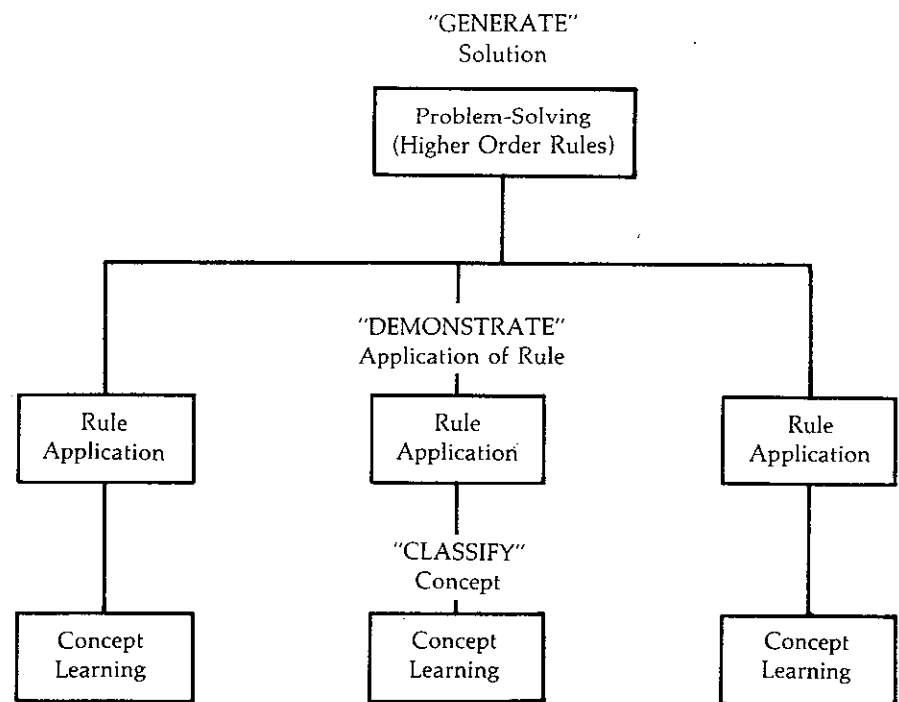 "GENERATE"
Solution
Problem-Solving
(Higher Order Rules)
"DEMONSTRATE"
Application of Rule
Rule
Application
Rule
Application
Rule
Application
"CLASSIFY"
Concept
Concept
Learning
Concept
Learning
Concept
Learning